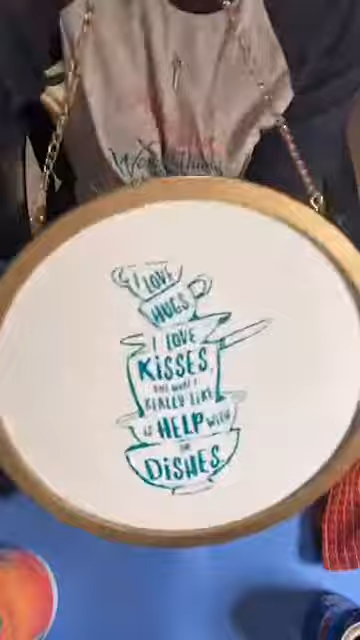 I LOVE
HUGS
I LOVE
KISSES,
BUT WHAT I
REALLY LIKE
IS HELP WITH
THE
DISHES